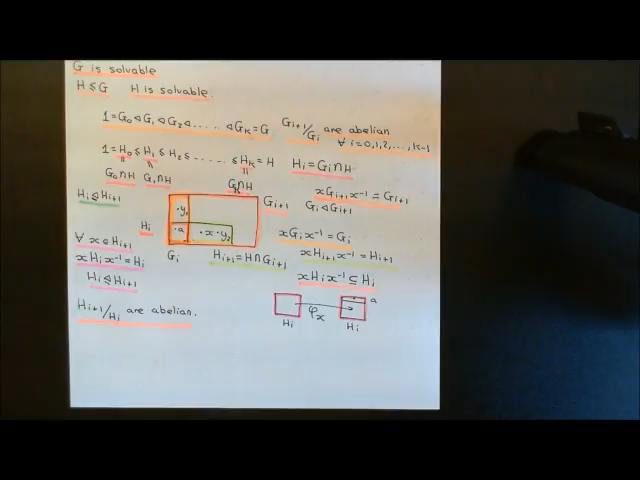 G is solvable
H ≤ G   H is solvable.
1 = G₀ ◁ G₁ ◁ G₂ ◁ ..... ◁ Gₖ = G   Gᵢ₊₁/Gᵢ are abelian
∀ i=0,1,2,...,k-1
1 = H₀ ≤ H₁ ≤ H₂ ≤ ..... ≤ Hₖ = H   Hᵢ = Gᵢ∩H
G₀∩H   G₁∩H   Gₖ∩H
xGᵢ₊₁x⁻¹ = Gᵢ₊₁
Hᵢ ⊴ Hᵢ₊₁   Gᵢ₊₁   Gᵢ ◁ Gᵢ₊₁
·y₁
Hᵢ   ·a   ·x ·y₂   xGᵢx⁻¹ = Gᵢ
∀ x∈Hᵢ₊₁
Gᵢ   Hᵢ₊₁ = H∩Gᵢ₊₁   xHᵢ₊₁x⁻¹ = Hᵢ₊₁
xHᵢx⁻¹ = Hᵢ
Hᵢ ⊴ Hᵢ₊₁   xHᵢx⁻¹ ⊆ Hᵢ
Hᵢ₊₁/Hᵢ are abelian.   φₓ   a
Hᵢ   Hᵢ